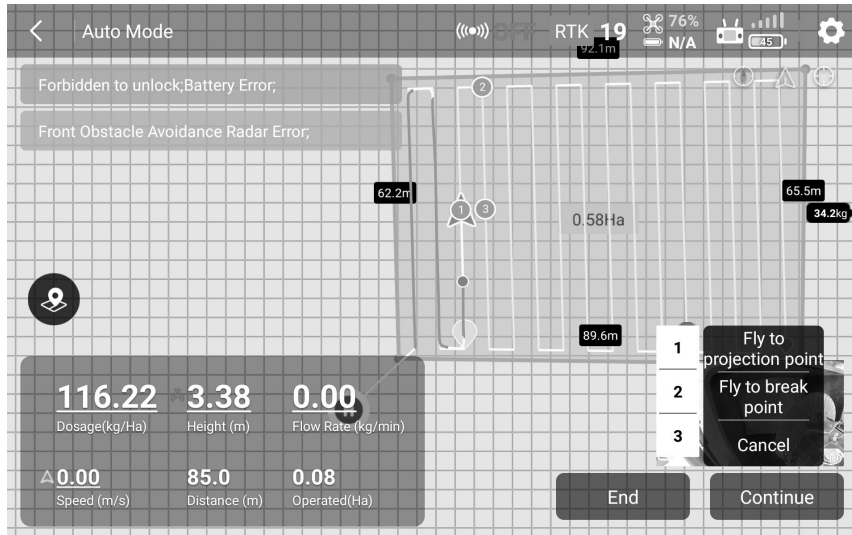 Auto Mode
OFF
RTK 19
76%
N/A
45
92.1m
Forbidden to unlock;Battery Error;
Front Obstacle Avoidance Radar Error;
2
62.2m
1
3
0.58Ha
65.5m
34.2kg
89.6m
1
Fly to
projection point
2
Fly to break
point
3
Cancel
116.22
Dosage(kg/Ha)
3.38
Height (m)
0.00
Flow Rate (kg/min)
H
0.00
Speed (m/s)
85.0
Distance (m)
0.08
Operated(Ha)
End
Continue